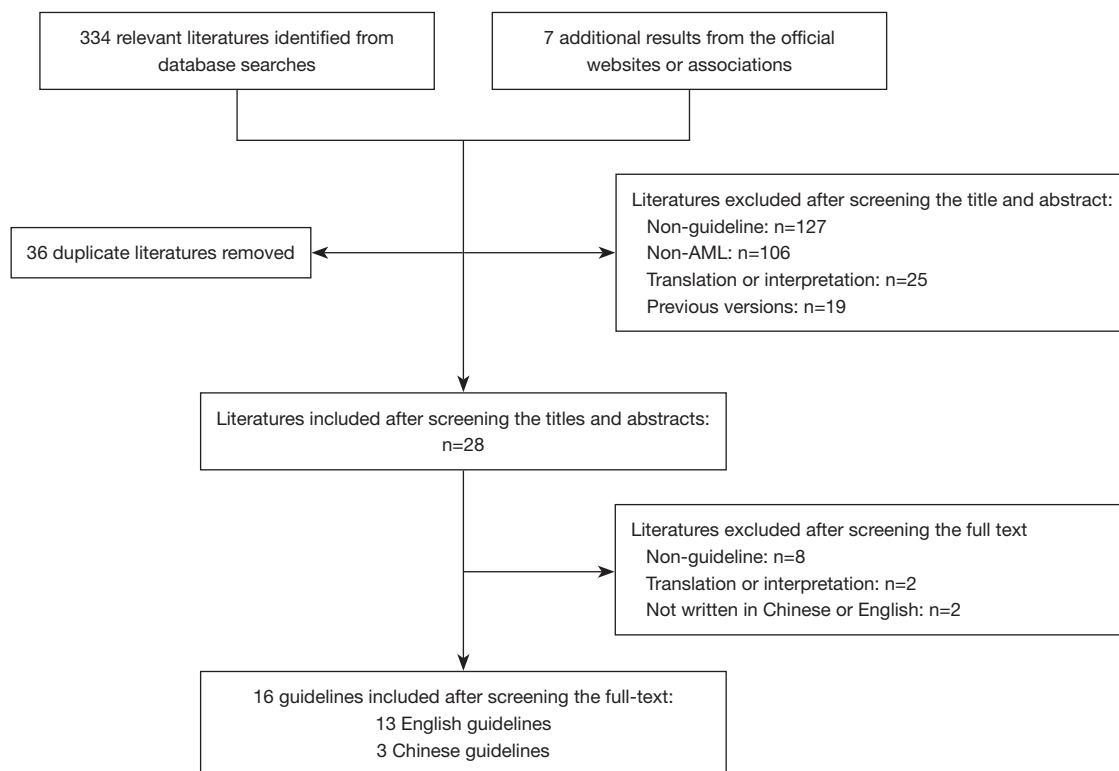 334 relevant literatures identified from
database searches
7 additional results from the official
websites or associations
Literatures excluded after screening the title and abstract:
Non-guideline: n=127
Non-AML: n=106
Translation or interpretation: n=25
Previous versions: n=19
36 duplicate literatures removed
Literatures included after screening the titles and abstracts:
n=28
Literatures excluded after screening the full text
Non-guideline: n=8
Translation or interpretation: n=2
Not written in Chinese or English: n=2
16 guidelines included after screening the full-text:
13 English guidelines
3 Chinese guidelines